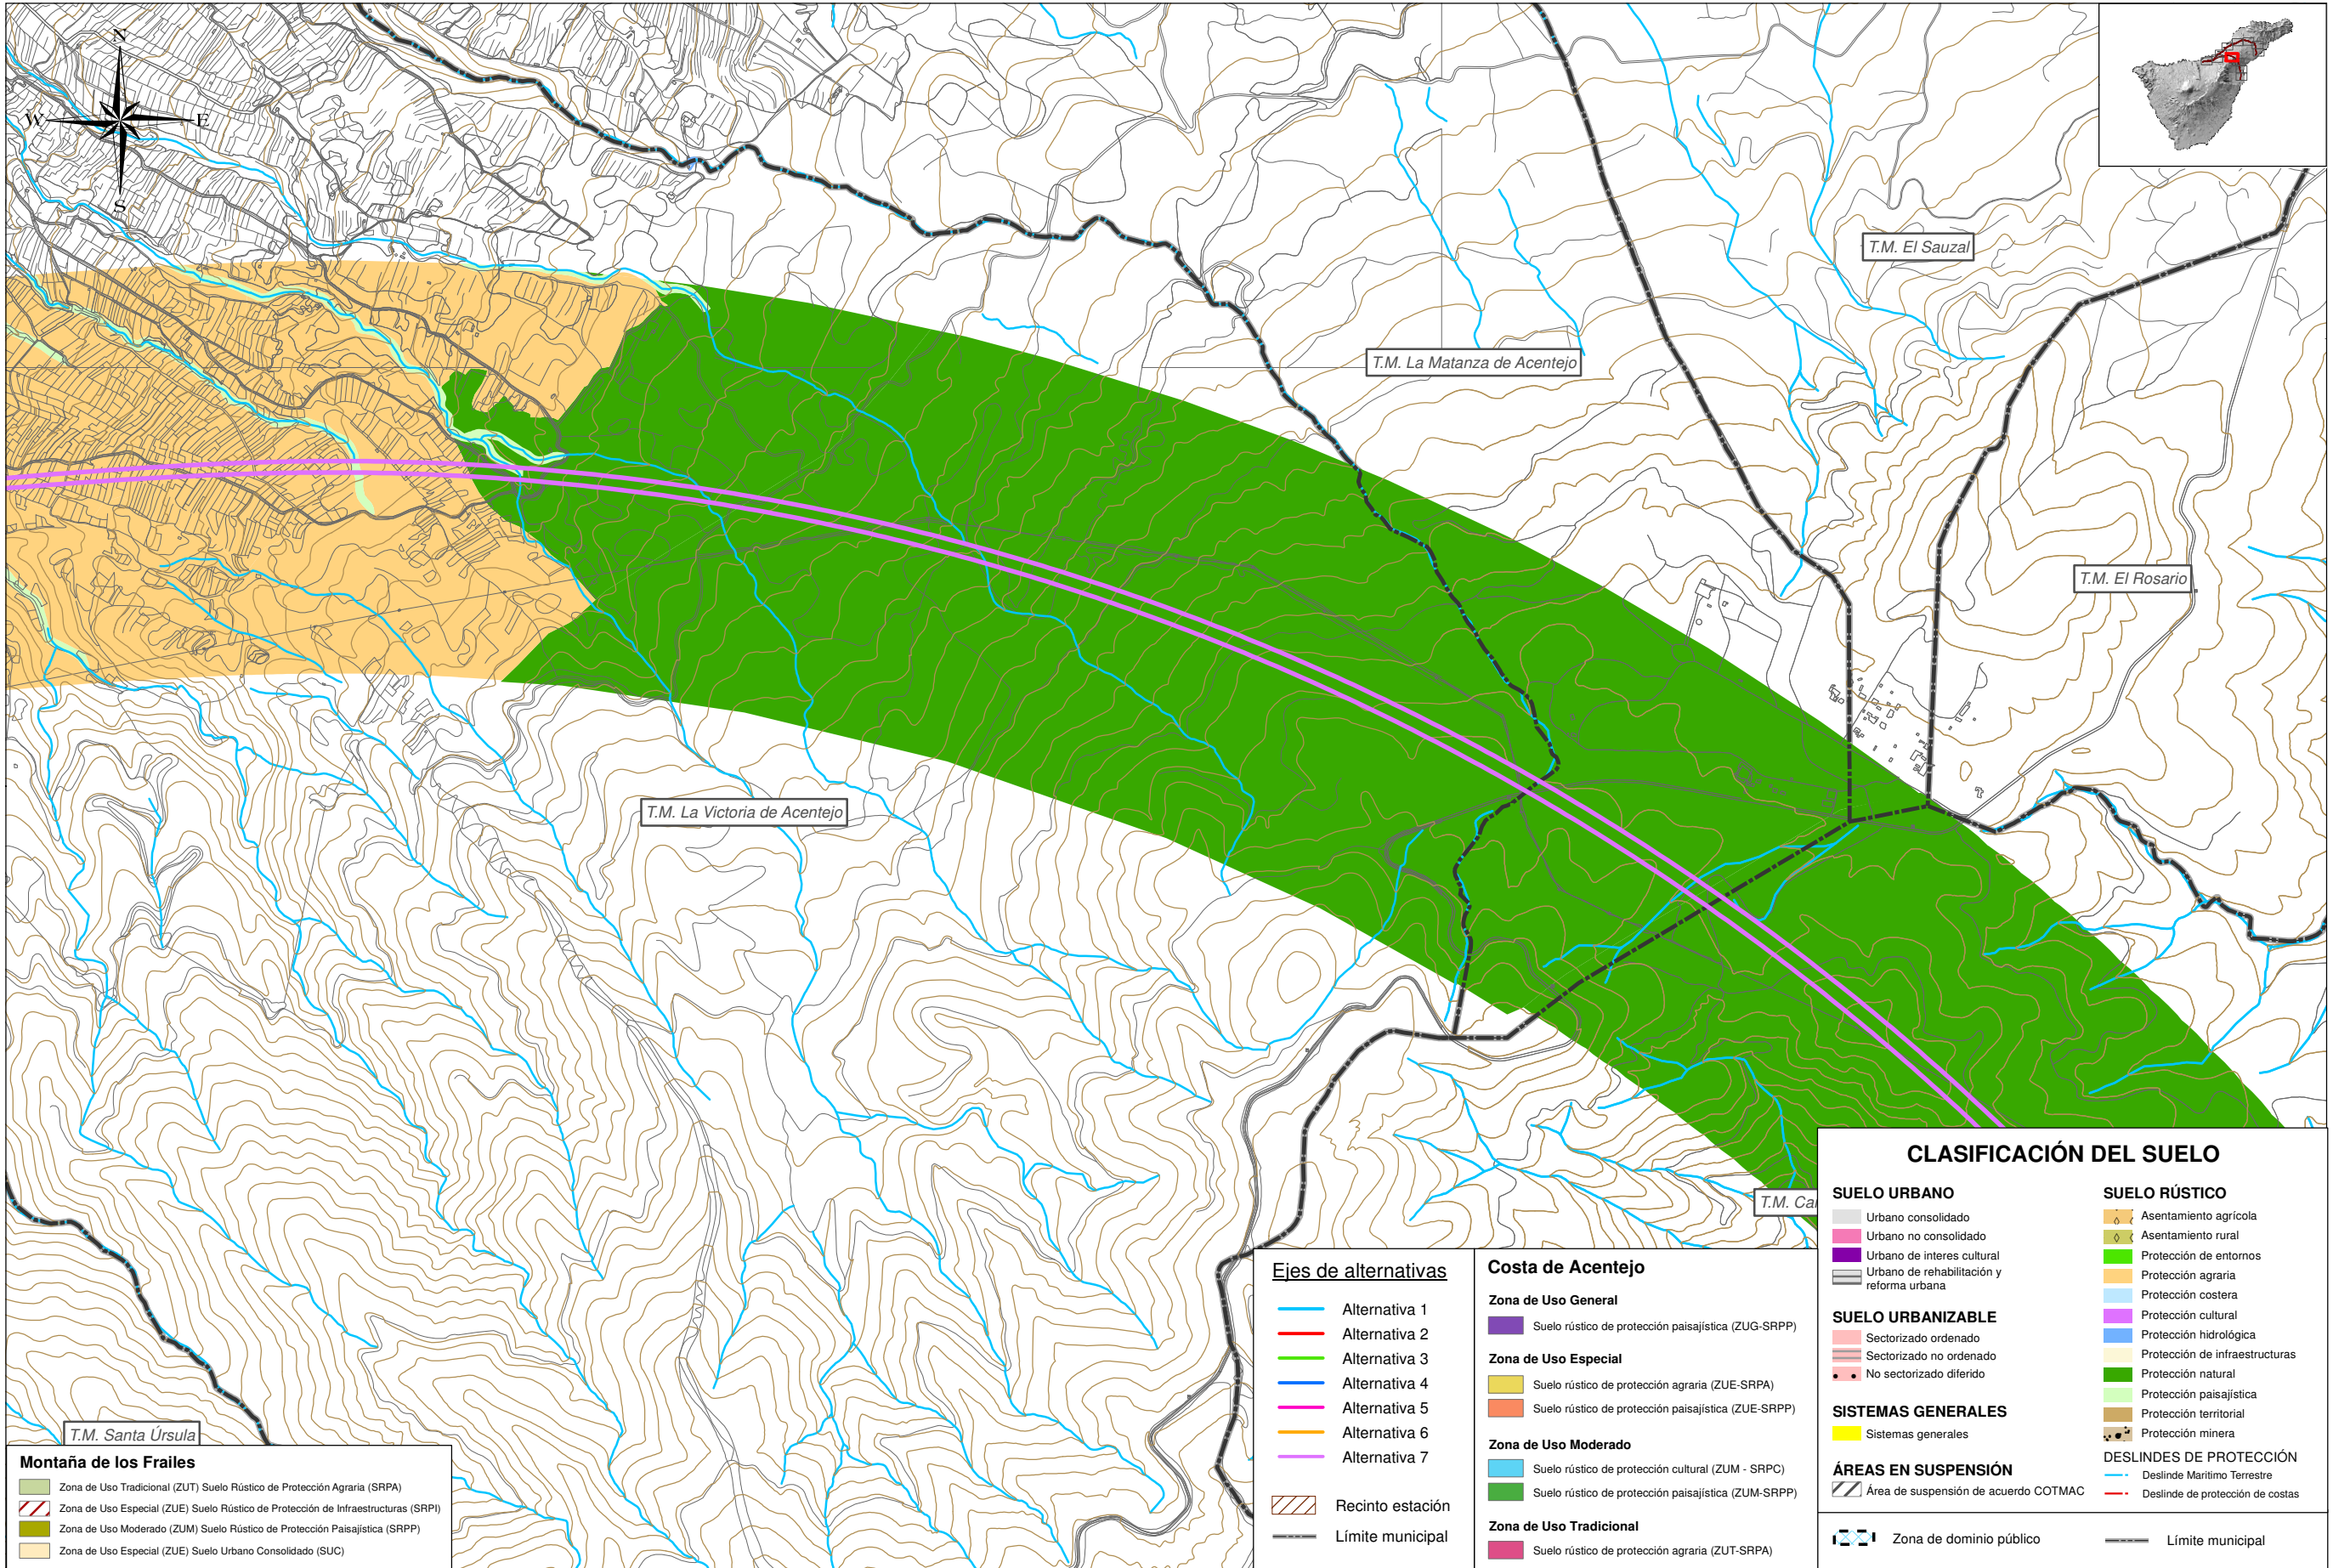 N
W
E
S
T.M. El Sauzal
T.M. La Matanza de Acentejo
T.M. El Rosario
T.M. La Victoria de Acentejo
T.M. Santa Úrsula
Montaña de los Frailes
Zona de Uso Tradicional (ZUT) Suelo Rústico de Protección Agraria (SRPA)
Zona de Uso Especial (ZUE) Suelo Rústico de Protección de Infraestructuras (SRPI)
Zona de Uso Moderado (ZUM) Suelo Rústico de Protección Paisajística (SRPP)
Zona de Uso Especial (ZUE) Suelo Urbano Consolidado (SUC)
Ejes de alternativas
Alternativa 1
Alternativa 2
Alternativa 3
Alternativa 4
Alternativa 5
Alternativa 6
Alternativa 7
Recinto estación
Límite municipal
Costa de Acentejo
Zona de Uso General
Suelo rústico de protección paisajística (ZUG-SRPP)
Zona de Uso Especial
Suelo rústico de protección agraria (ZUE-SRPA)
Suelo rústico de protección paisajística (ZUE-SRPP)
Zona de Uso Moderado
Suelo rústico de protección cultural (ZUM - SRPC)
Suelo rústico de protección paisajística (ZUM-SRPP)
Zona de Uso Tradicional
Suelo rústico de protección agraria (ZUT-SRPA)
T.M.
CLASIFICACIÓN DEL SUELO
SUELO URBANO
Urbano consolidado
Urbano no consolidado
Urbano de interes cultural
Urbano de rehabilitación y
reforma urbana
SUELO URBANIZABLE
Sectorizado ordenado
Sectorizado no ordenado
No sectorizado diferido
SISTEMAS GENERALES
Sistemas generales
ÁREAS EN SUSPENSIÓN
Área de suspensión de acuerdo COTMAC
SUELO RÚSTICO
Asentamiento agrícola
Asentamiento rural
Protección de entornos
Protección agraria
Protección costera
Protección cultural
Protección hidrológica
Protección de infraestructuras
Protección natural
Protección paisajística
Protección territorial
Protección minera
DESLINDES DE PROTECCIÓN
Deslinde Maritimo Terrestre
Deslinde de protección de costas
Zona de dominio público
Límite municipal